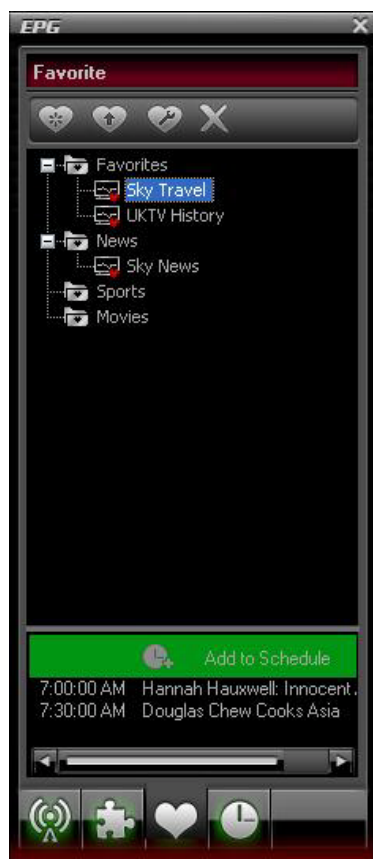 EPG
Favorite
Favorites
Sky Travel
UKTV History
News
Sky News
Sports
Movies
Add to Schedule
7:00:00 AM Hannah Hauxwell: Innocent.
7:30:00 AM Douglas Chew Cooks Asia